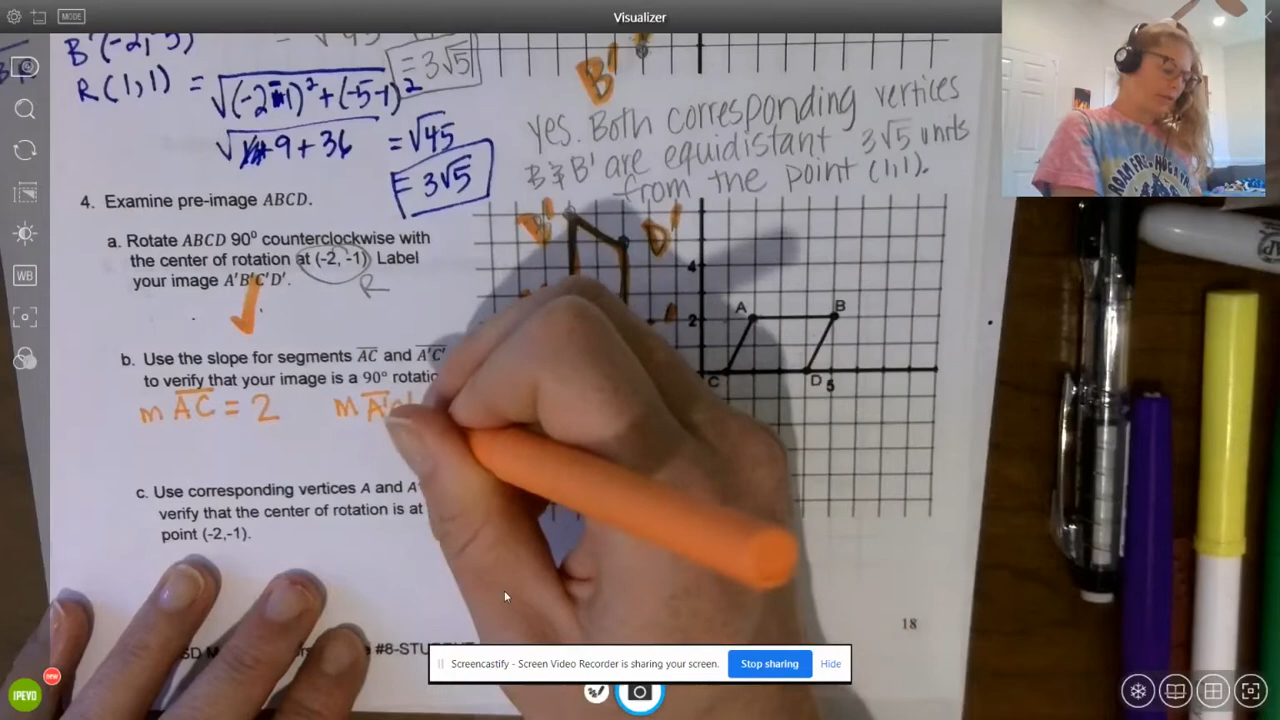 MODE
Visualizer
B'(-2,-5)
= 3√5
B'
R(1,1) = √(-2-1)² + (-5-1)²
√9 + 36 = √45
= 3√5
yes. Both corresponding vertices
B & B' are equidistant 3√5 units
from the point (1,1).
4. Examine pre-image ABCD.
a. Rotate ABCD 90⁰ counterclockwise with
the center of rotation at (-2, -1) Label
your image A'B'C'D'.
R
b. Use the slope for segments AC and A'C'
to verify that your image is a 90° rotatio
m AC = 2 m A'C'
c. Use corresponding vertices A and A
verify that the center of rotation is at
point (-2,-1).
B' D'
4
2
A B
C D 5
18
#8-STUDENT
Screencastify - Screen Video Recorder is sharing your screen.
Stop sharing
Hide
WB
new
IPEVO